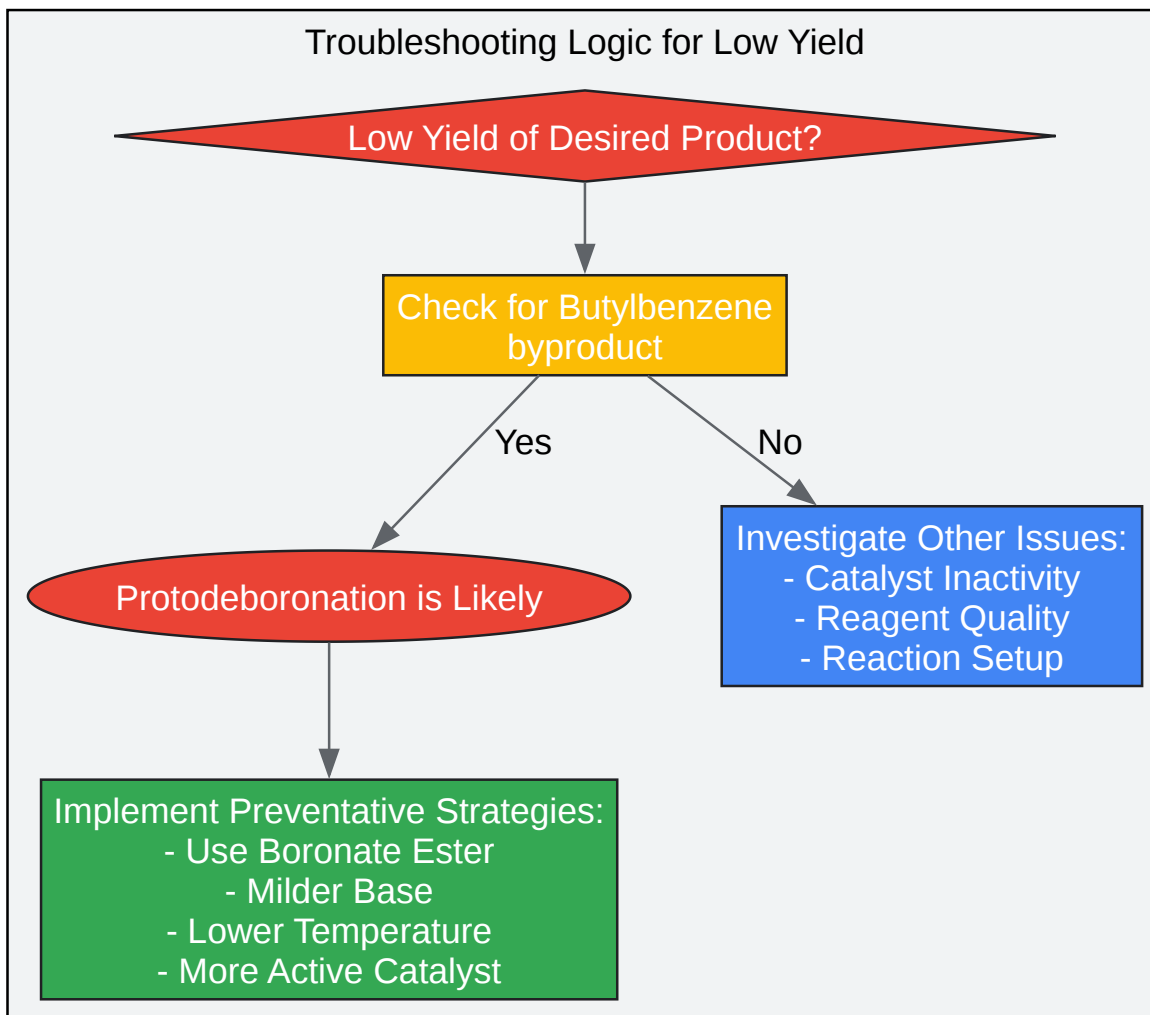 Troubleshooting Logic for Low Yield
Low Yield of Desired Product?
Check for Butylbenzene
byproduct
Yes
No
Investigate Other Issues:
- Catalyst Inactivity
- Reagent Quality
- Reaction Setup
Protodeboronation is Likely
Implement Preventative Strategies:
- Use Boronate Ester
- Milder Base
- Lower Temperature
- More Active Catalyst